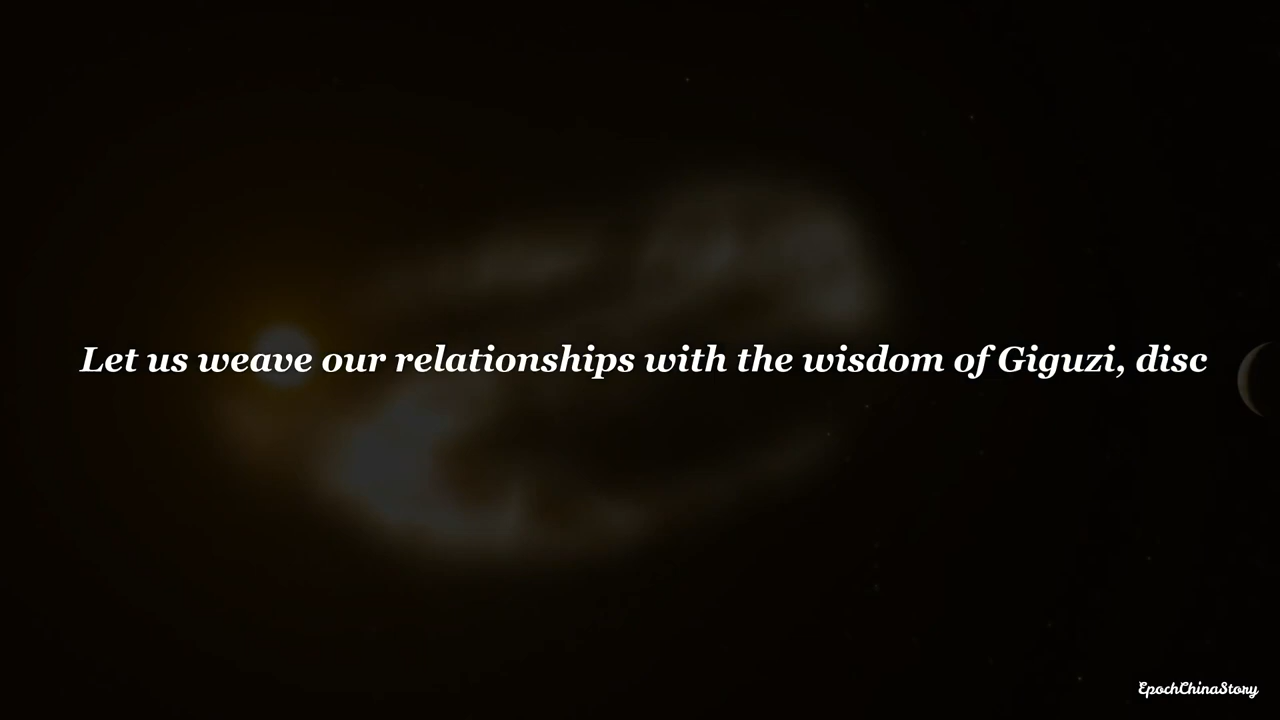 Let us weave our relationships with the wisdom of Giguzi, disc
EpochChinaStory